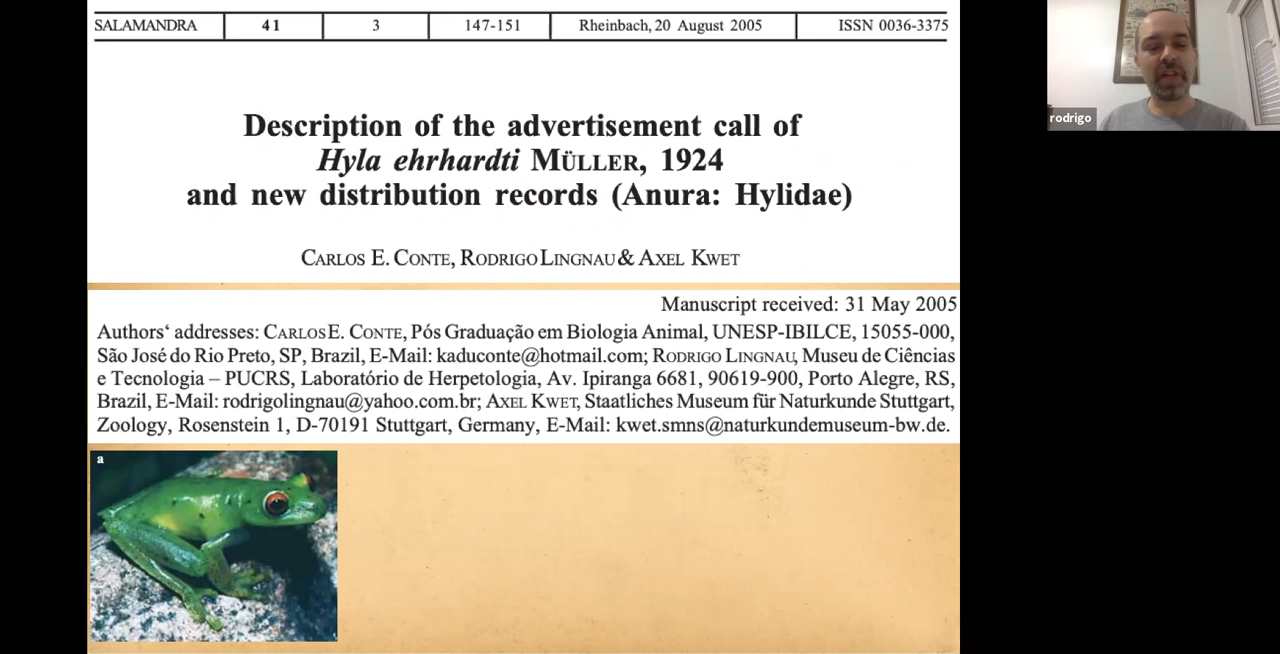 SALAMANDRA 41 3 147-151 Rheinbach, 20 August 2005 ISSN 0036-3375
Description of the advertisement call of
Hyla ehrhardti MÜLLER, 1924
and new distribution records (Anura: Hylidae)
CARLOS E. CONTE, RODRIGO LINGNAU & AXEL KWET
Manuscript received: 31 May 2005
Authors‘ addresses: CARLOS E. CONTE, Pós Graduação em Biologia Animal, UNESP-IBILCE, 15055-000,
São José do Rio Preto, SP, Brazil, E-Mail: kaduconte@hotmail.com; RODRIGO LINGNAU, Museu de Ciências
e Tecnologia – PUCRS, Laboratório de Herpetologia, Av. Ipiranga 6681, 90619-900, Porto Alegre, RS,
Brazil, E-Mail: rodrigolingnau@yahoo.com.br; AXEL KWET, Staatliches Museum für Naturkunde Stuttgart,
Zoology, Rosenstein 1, D-70191 Stuttgart, Germany, E-Mail: kwet.smns@naturkundemuseum-bw.de.
a
rodrigo